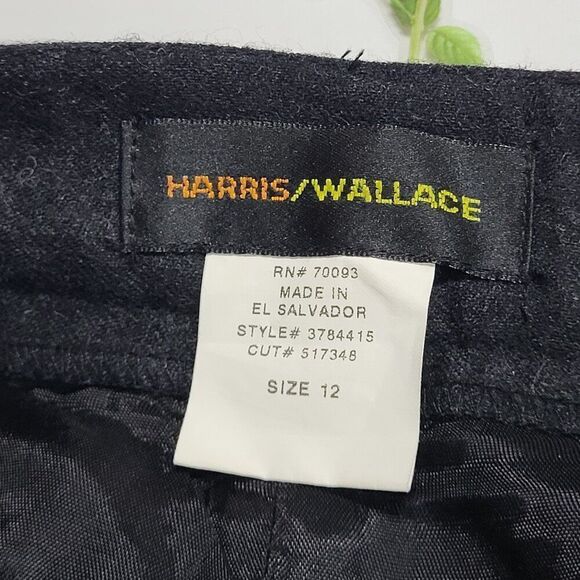 HARRIS/WALLACE
RN# 70093
MADE IN
EL SALVADOR
STYLE# 3784415
CUT# 517348
SIZE 12